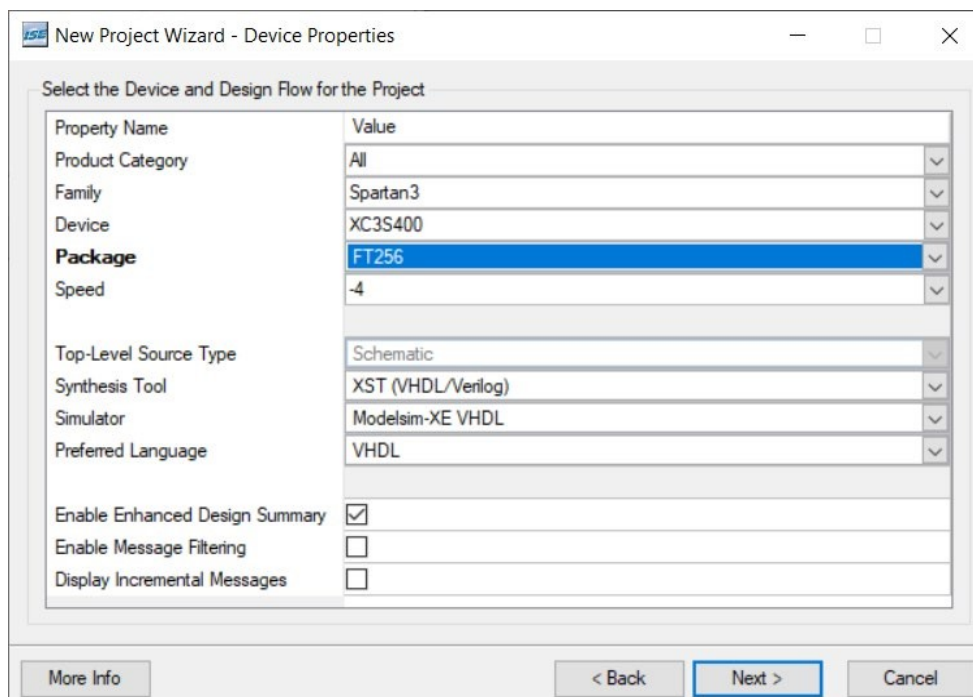 ISE New Project Wizard - Device Properties
Select the Device and Design Flow for the Project
Property Name Value
Product Category All
Family Spartan3
Device XC3S400
Package FT256
Speed -4
Top-Level Source Type Schematic
Synthesis Tool XST (VHDL/Verilog)
Simulator Modelsim-XE VHDL
Preferred Language VHDL
Enable Enhanced Design Summary
Enable Message Filtering
Display Incremental Messages
More Info < Back Next > Cancel